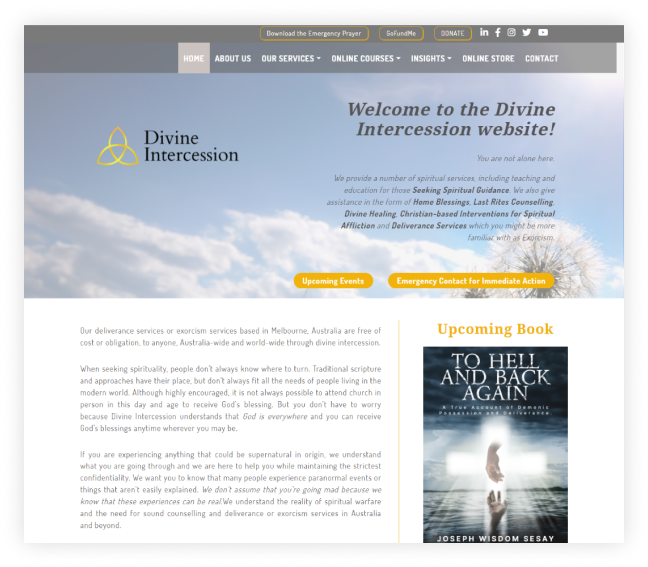 Download the Emergency Prayer GoFundMe DONATE
HOME ABOUT US OUR SERVICES ONLINE COURSES INSIGHTS ONLINE STORE CONTACT
Welcome to the Divine
Intercession website!
Divine
Intercession
You are not alone here.
We provide a number of spiritual services, including teaching and
education for those Seeking Spiritual Guidance. We also give
assistance in the form of Home Blessings, Last Rites Counselling,
Divine Healing, Christian-based Interventions for Spiritual
Affliction and Deliverance Services which you might be more
familiar with as Exorcism.
Upcoming Events Emergency Contact for Immediate Action
Our deliverance services or exorcism services based in Melbourne, Australia are free of
cost or obligation, to anyone, Australia-wide and world-wide through divine intercession.
When seeking spirituality, people don't always know where to turn. Traditional scripture
and approaches have their place, but don't always fit all the needs of people living in the
modern world. Although highly encouraged, it is not always possible to attend church in
person in this day and age to receive God's blessing. But you don't have to worry
because Divine Intercession understands that God is everywhere and you can receive
God's blessings anytime wherever you may be.
If you are experiencing anything that could be supernatural in origin, we understand
what you are going through and we are here to help you while maintaining the strictest
confidentiality. We want you to know that many people experience paranormal events or
things that aren't easily explained. We don't assume that you're going mad because we
know that these experiences can be real.We understand the reality of spiritual warfare
and the need for sound counselling and deliverance or exorcism services in Australia
and beyond.
Upcoming Book
TO HELL
AND BACK
AGAIN
A True Account of Demonic
Possession and Deliverance.
JOSEPH WISDOM SESAY